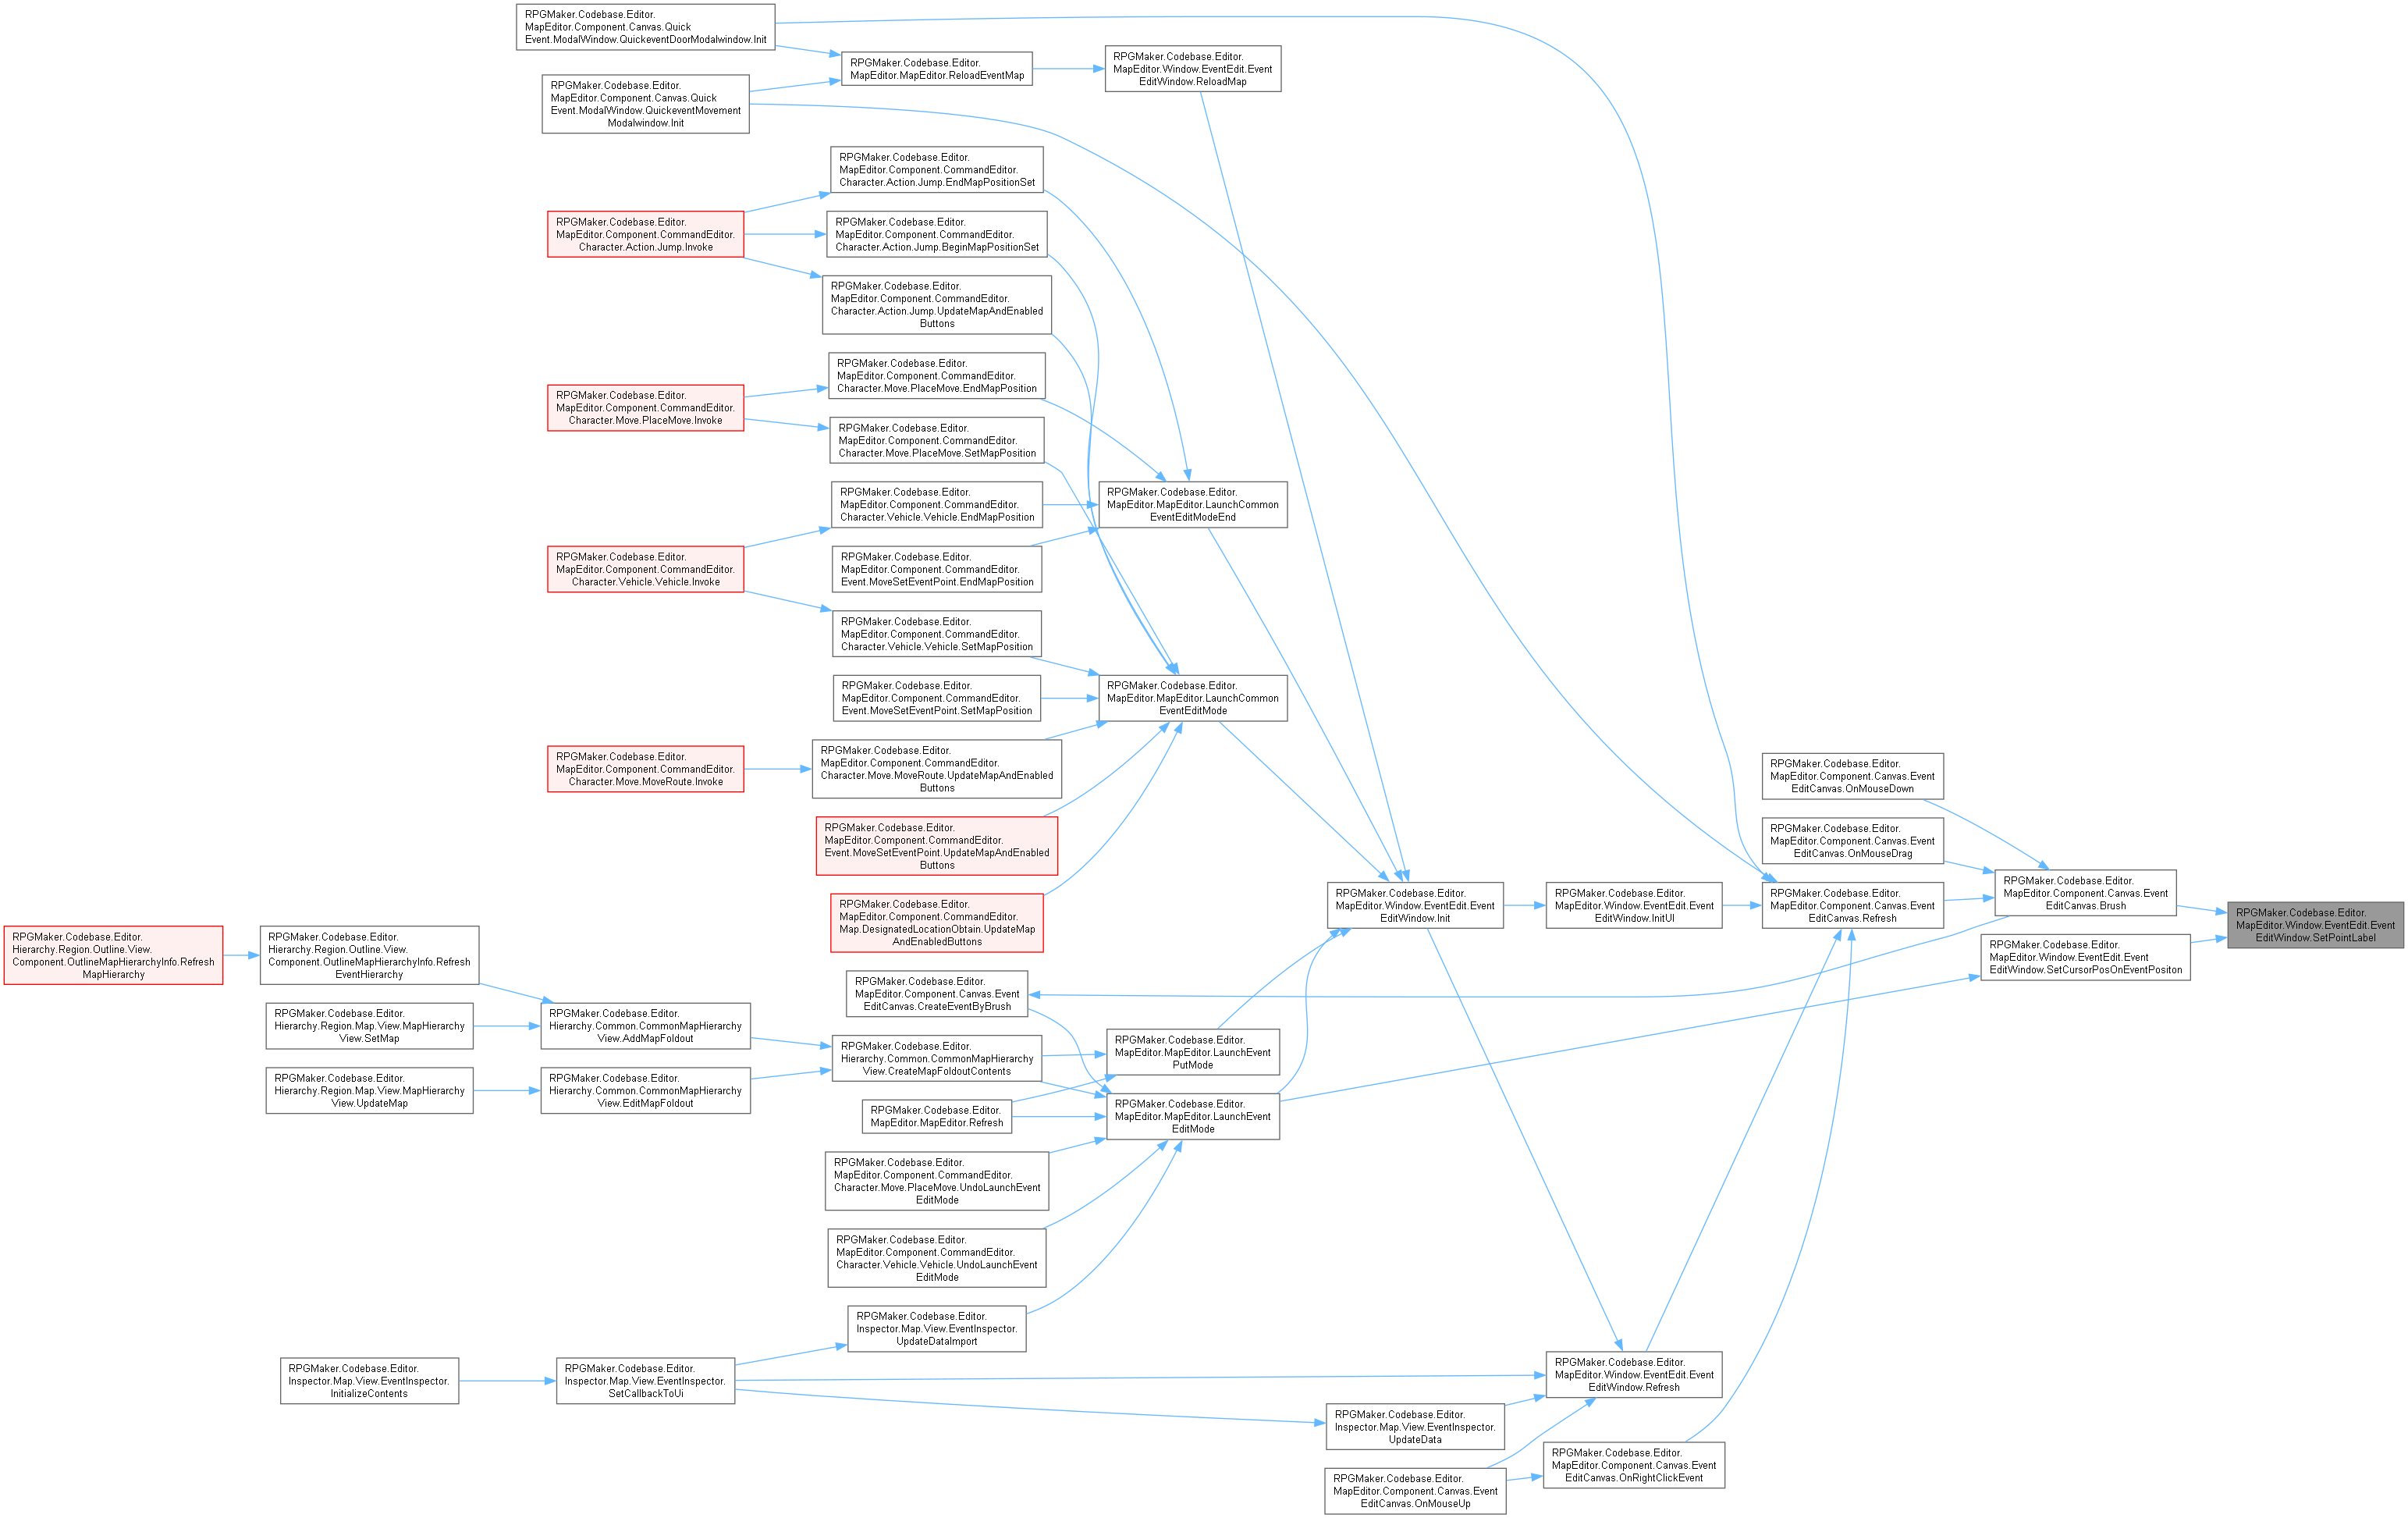 RPGMaker.Codebase.Editor.
MapEditor.Component.Canvas.Quick
Event.ModalWindow.QuickeventDoorModalwindow.Init
RPGMaker.Codebase.Editor.
MapEditor.MapEditor.ReloadEventMap
RPGMaker.Codebase.Editor.
MapEditor.Window.EventEdit.Event
EditWindow.ReloadMap
RPGMaker.Codebase.Editor.
MapEditor.Component.Canvas.Quick
Event.ModalWindow.QuickeventMovement
Modalwindow.Init
RPGMaker.Codebase.Editor.
MapEditor.Component.CommandEditor.
Character.Action.Jump.EndMapPositionSet
RPGMaker.Codebase.Editor.
MapEditor.Component.CommandEditor.
Character.Action.Jump.Invoke
RPGMaker.Codebase.Editor.
MapEditor.Component.CommandEditor.
Character.Action.Jump.BeginMapPositionSet
RPGMaker.Codebase.Editor.
MapEditor.Component.CommandEditor.
Character.Action.Jump.UpdateMapAndEnabled
Buttons
RPGMaker.Codebase.Editor.
MapEditor.Component.CommandEditor.
Character.Move.PlaceMove.EndMapPosition
RPGMaker.Codebase.Editor.
MapEditor.Component.CommandEditor.
Character.Move.PlaceMove.Invoke
RPGMaker.Codebase.Editor.
MapEditor.Component.CommandEditor.
Character.Move.PlaceMove.SetMapPosition
RPGMaker.Codebase.Editor.
MapEditor.Component.CommandEditor.
Character.Vehicle.Vehicle.EndMapPosition
RPGMaker.Codebase.Editor.
MapEditor.MapEditor.LaunchCommon
EventEditModeEnd
RPGMaker.Codebase.Editor.
MapEditor.Component.CommandEditor.
Character.Vehicle.Vehicle.Invoke
RPGMaker.Codebase.Editor.
MapEditor.Component.CommandEditor.
Event.MoveSetEventPoint.EndMapPosition
RPGMaker.Codebase.Editor.
MapEditor.Component.CommandEditor.
Character.Vehicle.Vehicle.SetMapPosition
RPGMaker.Codebase.Editor.
MapEditor.Component.CommandEditor.
Event.MoveSetEventPoint.SetMapPosition
RPGMaker.Codebase.Editor.
MapEditor.MapEditor.LaunchCommon
EventEditMode
RPGMaker.Codebase.Editor.
MapEditor.Component.CommandEditor.
Character.Move.MoveRoute.Invoke
RPGMaker.Codebase.Editor.
MapEditor.Component.CommandEditor.
Character.Move.MoveRoute.UpdateMapAndEnabled
Buttons
RPGMaker.Codebase.Editor.
MapEditor.Component.Canvas.Event
EditCanvas.OnMouseDown
RPGMaker.Codebase.Editor.
MapEditor.Component.CommandEditor.
Event.MoveSetEventPoint.UpdateMapAndEnabled
Buttons
RPGMaker.Codebase.Editor.
MapEditor.Component.Canvas.Event
EditCanvas.OnMouseDrag
RPGMaker.Codebase.Editor.
MapEditor.Component.CommandEditor.
Map.DesignatedLocationObtain.UpdateMap
AndEnabledButtons
RPGMaker.Codebase.Editor.
MapEditor.Window.EventEdit.Event
EditWindow.Init
RPGMaker.Codebase.Editor.
MapEditor.Window.EventEdit.Event
EditWindow.InitUI
RPGMaker.Codebase.Editor.
MapEditor.Component.Canvas.Event
EditCanvas.Refresh
RPGMaker.Codebase.Editor.
MapEditor.Component.Canvas.Event
EditCanvas.Brush
RPGMaker.Codebase.Editor.
MapEditor.Window.EventEdit.Event
EditWindow.SetPointLabel
RPGMaker.Codebase.Editor.
Hierarchy.Region.Outline.View.
Component.OutlineMapHierarchyInfo.Refresh
MapHierarchy
RPGMaker.Codebase.Editor.
Hierarchy.Region.Outline.View.
Component.OutlineMapHierarchyInfo.Refresh
EventHierarchy
RPGMaker.Codebase.Editor.
MapEditor.Window.EventEdit.Event
EditWindow.SetCursorPosOnEventPositon
RPGMaker.Codebase.Editor.
MapEditor.Component.Canvas.Event
EditCanvas.CreateEventByBrush
RPGMaker.Codebase.Editor.
Hierarchy.Region.Map.View.MapHierarchy
View.SetMap
RPGMaker.Codebase.Editor.
Hierarchy.Common.CommonMapHierarchy
View.AddMapFoldout
RPGMaker.Codebase.Editor.
Hierarchy.Common.CommonMapHierarchy
View.CreateMapFoldoutContents
RPGMaker.Codebase.Editor.
MapEditor.MapEditor.LaunchEvent
PutMode
RPGMaker.Codebase.Editor.
Hierarchy.Region.Map.View.MapHierarchy
View.UpdateMap
RPGMaker.Codebase.Editor.
Hierarchy.Common.CommonMapHierarchy
View.EditMapFoldout
RPGMaker.Codebase.Editor.
MapEditor.MapEditor.Refresh
RPGMaker.Codebase.Editor.
MapEditor.MapEditor.LaunchEvent
EditMode
RPGMaker.Codebase.Editor.
MapEditor.Component.CommandEditor.
Character.Move.PlaceMove.UndoLaunchEvent
EditMode
RPGMaker.Codebase.Editor.
MapEditor.Component.CommandEditor.
Character.Vehicle.Vehicle.UndoLaunchEvent
EditMode
RPGMaker.Codebase.Editor.
Inspector.Map.View.EventInspector.
UpdateDataImport
RPGMaker.Codebase.Editor.
Inspector.Map.View.EventInspector.
InitializeContents
RPGMaker.Codebase.Editor.
Inspector.Map.View.EventInspector.
SetCallbackToUi
RPGMaker.Codebase.Editor.
MapEditor.Window.EventEdit.Event
EditWindow.Refresh
RPGMaker.Codebase.Editor.
Inspector.Map.View.EventInspector.
UpdateData
RPGMaker.Codebase.Editor.
MapEditor.Component.Canvas.Event
EditCanvas.OnRightClickEvent
RPGMaker.Codebase.Editor.
MapEditor.Component.Canvas.Event
EditCanvas.OnMouseUp